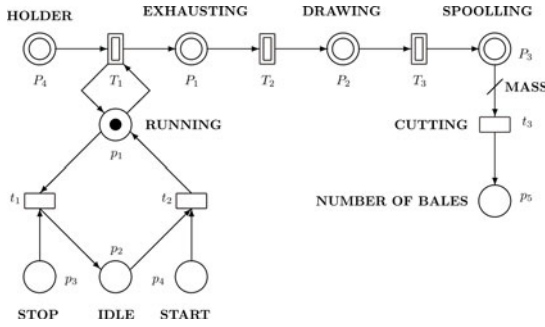 HOLDER EXHAUSTING DRAWING SPOOLLING
P4 T1 P1 T2 P2 T3 P3
MASS
RUNNING CUTTING t3
p1
t1 t2 NUMBER OF BALES p5
p2
p3 p4
STOP IDLE START